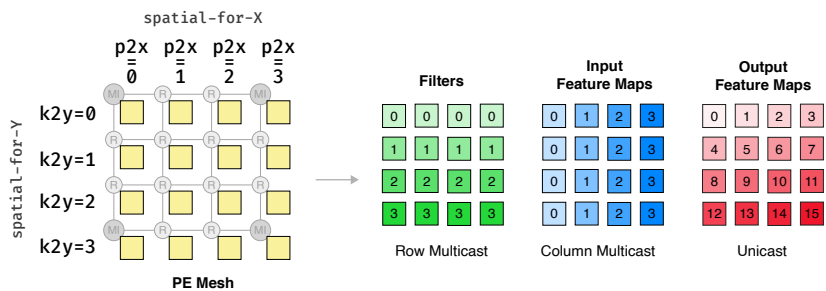 spatial-for-X
spatial-for-Y
p2x p2x p2x p2x
= = = =
0 1 2 3
MI R R MI
k2y=0
R R R R
k2y=1
R R R R
k2y=2
MI R R MI
k2y=3
PE Mesh
Filters
0 0 0 0
1 1 1 1
2 2 2 2
3 3 3 3
Row Multicast
Input
Feature Maps
0 1 2 3
0 1 2 3
0 1 2 3
0 1 2 3
Column Multicast
Output
Feature Maps
0 1 2 3
4 5 6 7
8 9 10 11
12 13 14 15
Unicast